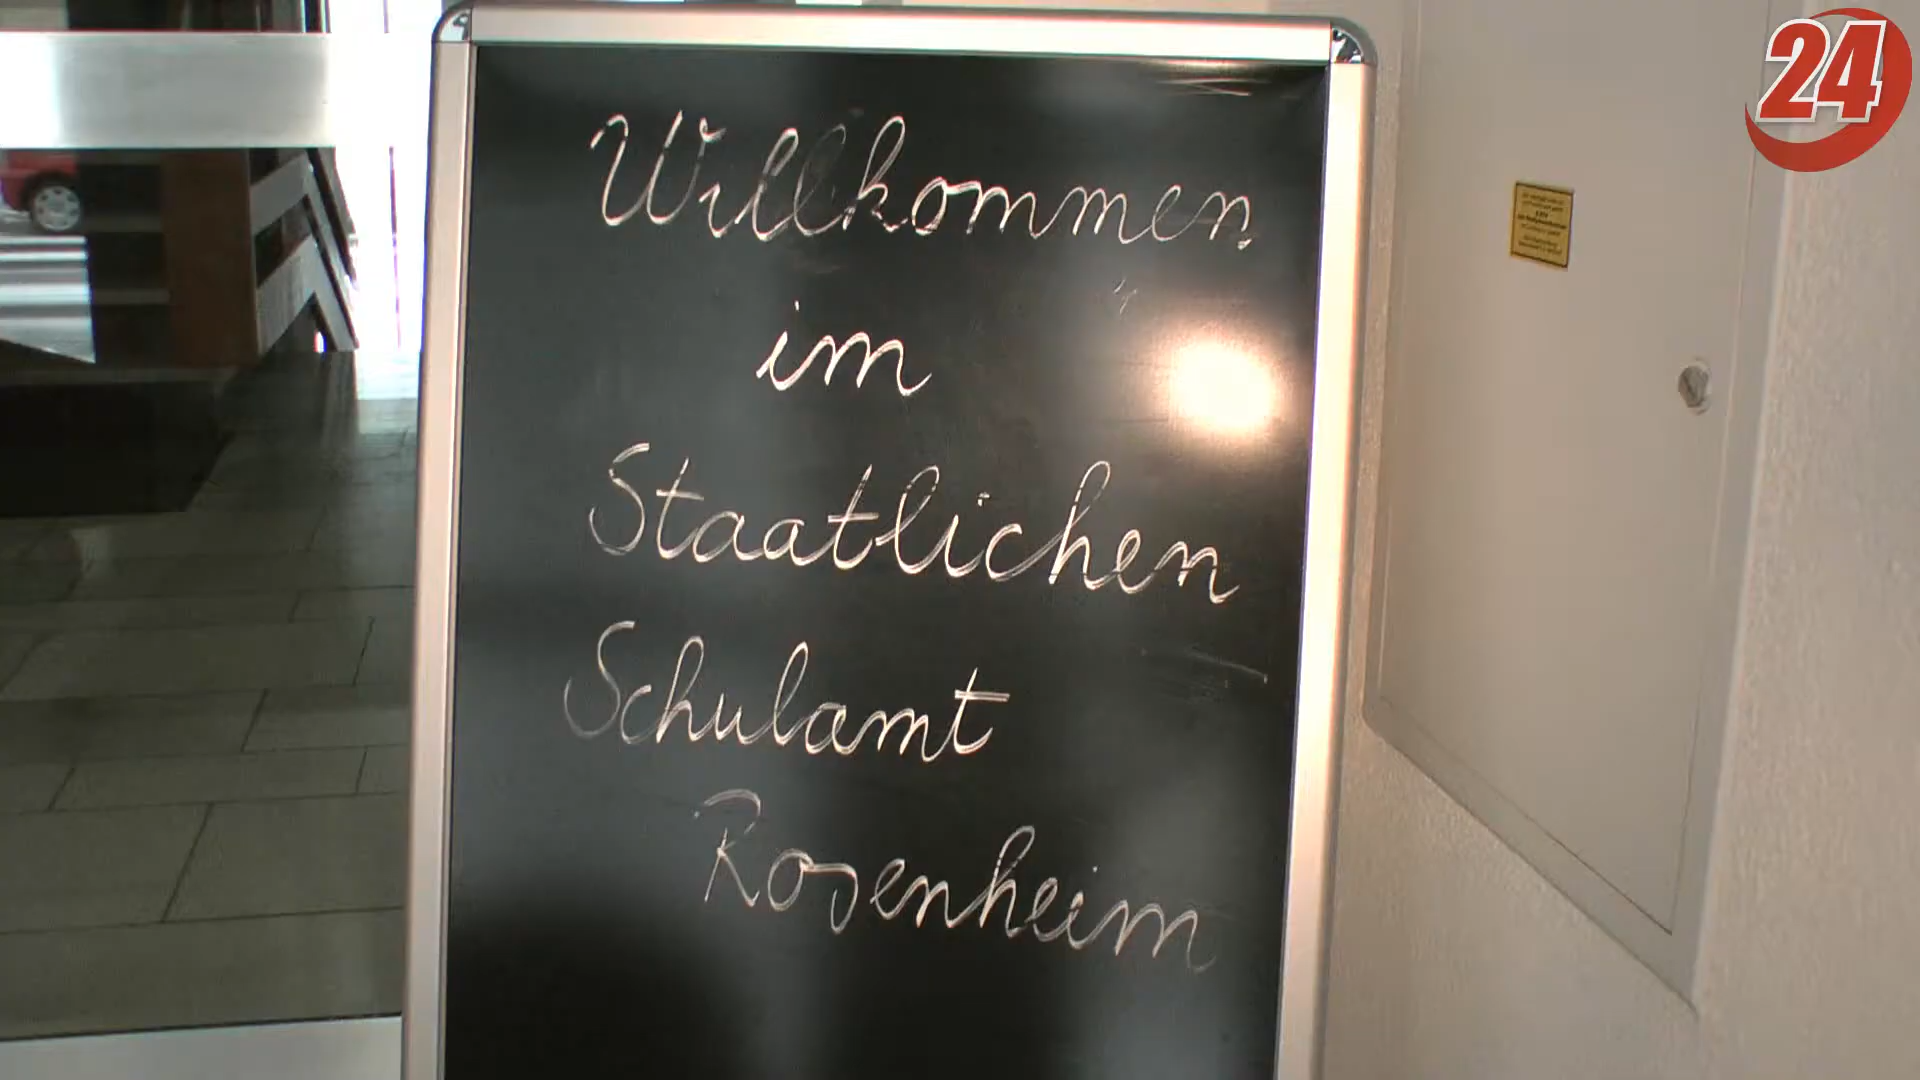 24
Willkommen
im
Staatlichen
Schulamt
Rosenheim